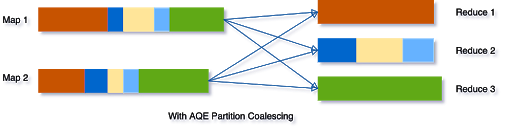 Map 1
Reduce 1
Reduce 2
Map 2
Reduce 3
With AQE Partition Coalescing